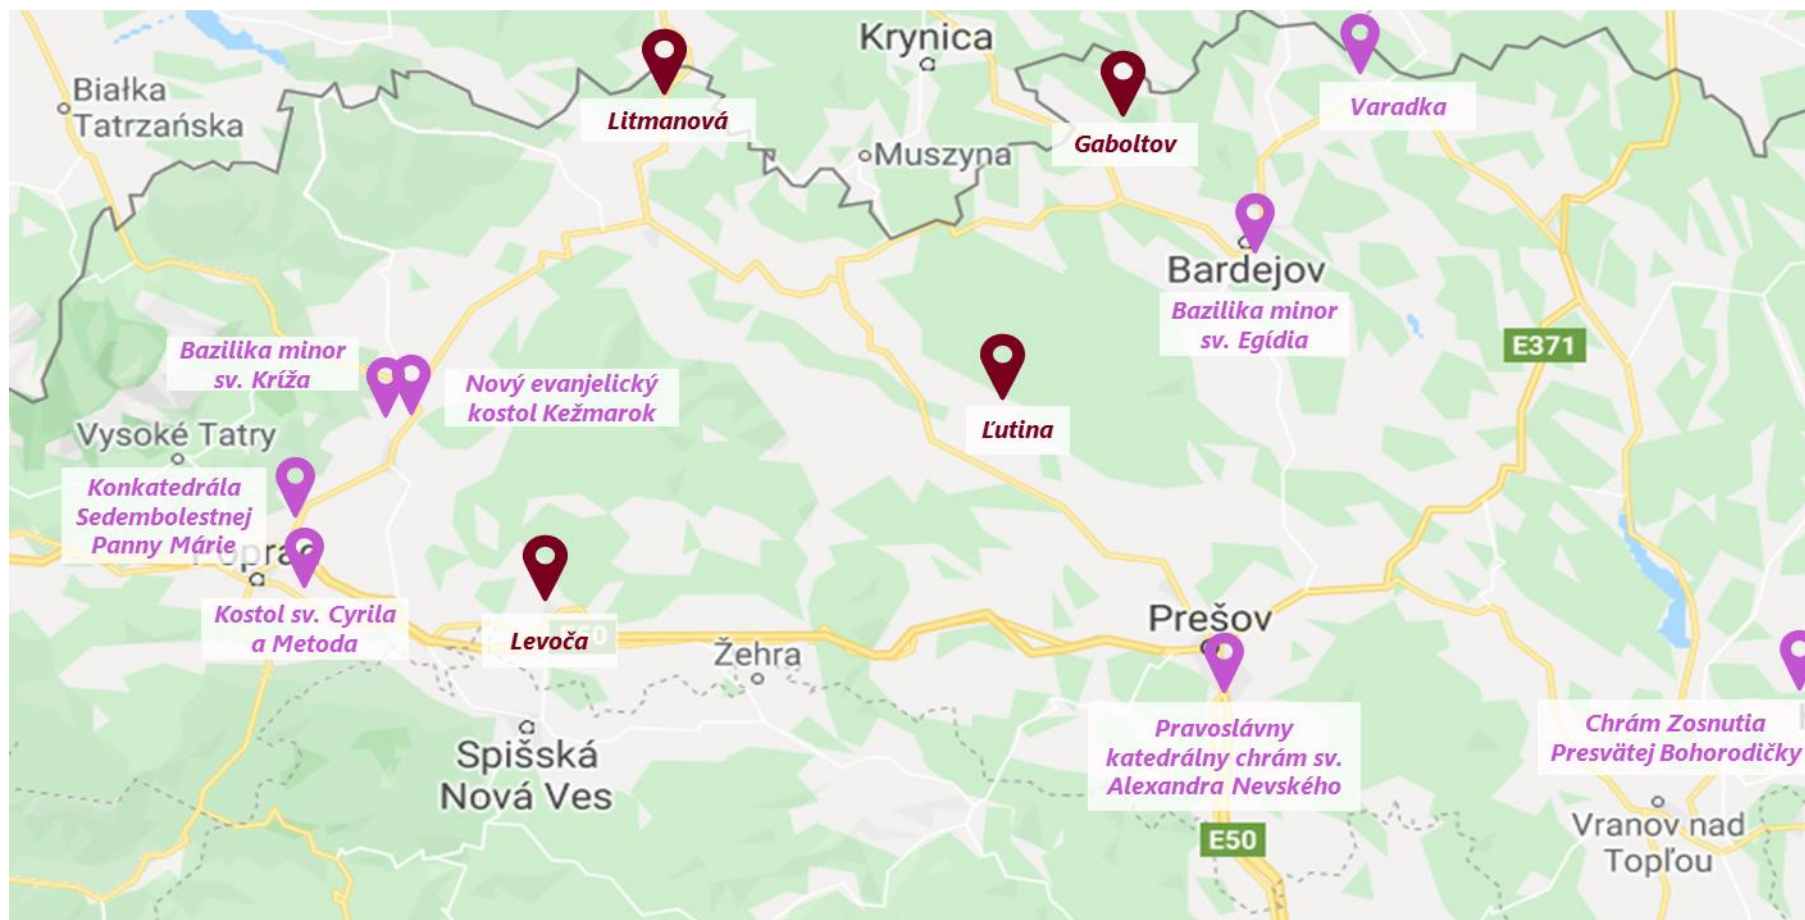 Krynica
Białka
Tatrzańska
Litmanová
Varadka
Gaboltov
Muszyna
Bardejov
Bazilika minor
sv. Egídia
E371
Bazilika minor
sv. Kríža
Nový evanjelický
kostol Kežmarok
Ľutina
Vysoké Tatry
Konkatedrála
Sedembolestnej
Panny Márie
Poprad
Kostol sv. Cyrila
a Metoda
Levoča
E50
Prešov
Žehra
Spišská
Nová Ves
Pravoslávny
katedrálny chrám sv.
Alexandra Nevského
Chrám Zosnutia
Presvätej Bohorodičky
E50
Vranov nad
Topľou